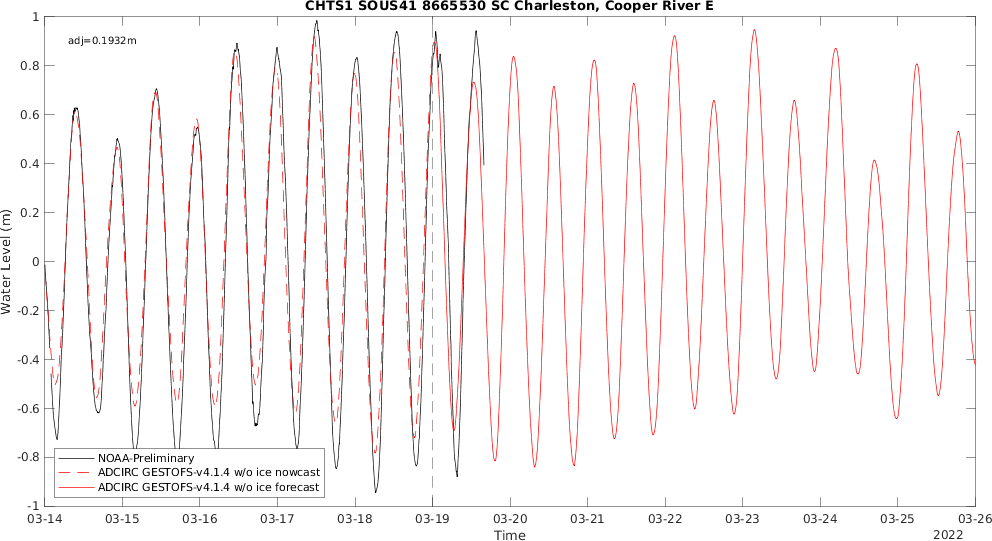 CHTS1 SOUS41 8665530 SC Charleston, Cooper River E
adj=0.1932m
1
0.8
0.6
0.4
0.2
0
-0.2
-0.4
-0.6
-0.8
-1
Water Level (m)
NOAA-Preliminary
ADCIRC GESTOFS-v4.1.4 w/o ice nowcast
ADCIRC GESTOFS-v4.1.4 w/o ice forecast
03-14 03-15 03-16 03-17 03-18 03-19 03-20 03-21 03-22 03-23 03-24 03-25 03-26
Time
2022